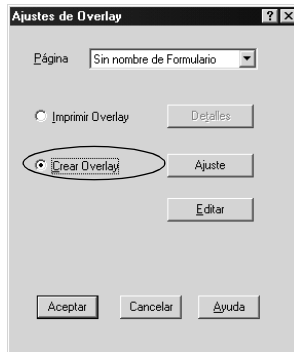 Ajustes de Overlay
Página Sin nombre de Formulario
Imprimir Overlay Detalles
Crear Overlay Ajuste
Editar
Aceptar Cancelar Ayuda